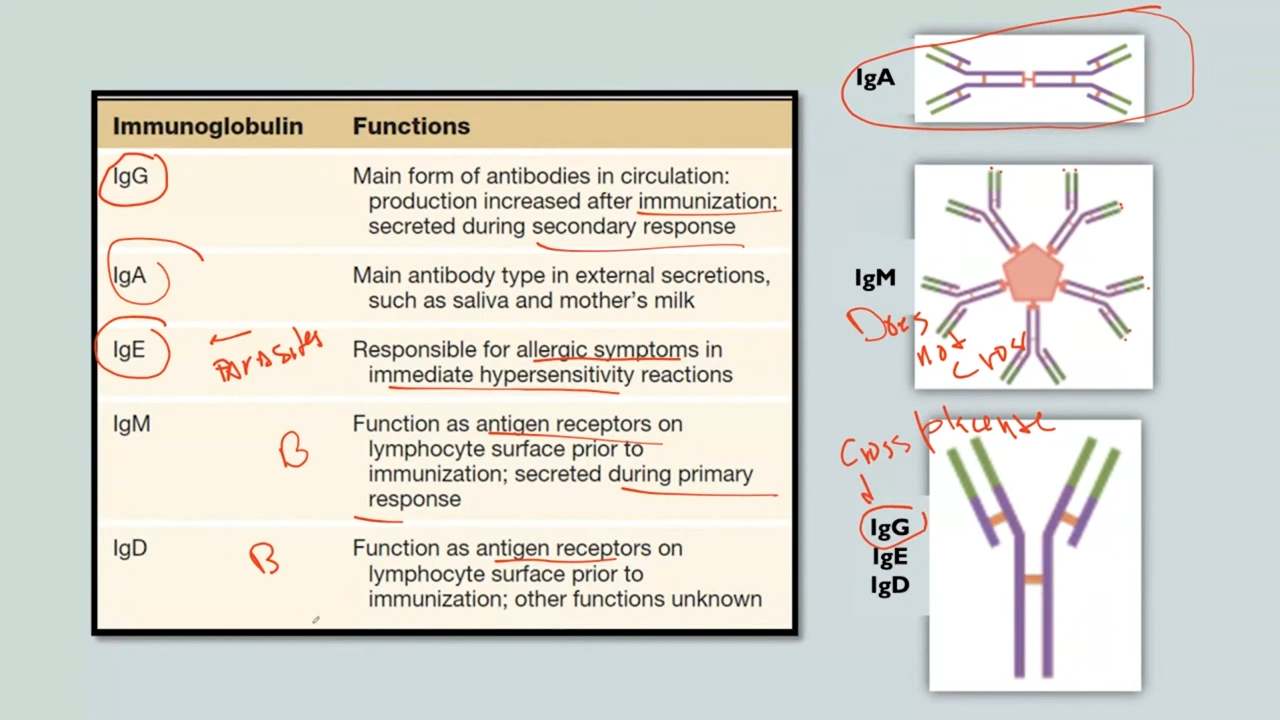 Immunoglobulin Functions
IgG
Main form of antibodies in circulation:
production increased after immunization;
secreted during secondary response
IgA
Main antibody type in external secretions,
such as saliva and mother's milk
IgE
Parasites
Responsible for allergic symptoms in
immediate hypersensitivity reactions
IgM
B
Function as antigen receptors on
lymphocyte surface prior to
immunization; secreted during primary
response
IgD
B
Function as antigen receptors on
lymphocyte surface prior to
immunization; other functions unknown
IgA
IgM
Does
not
cross
Cross placense
IgG
IgE
IgD